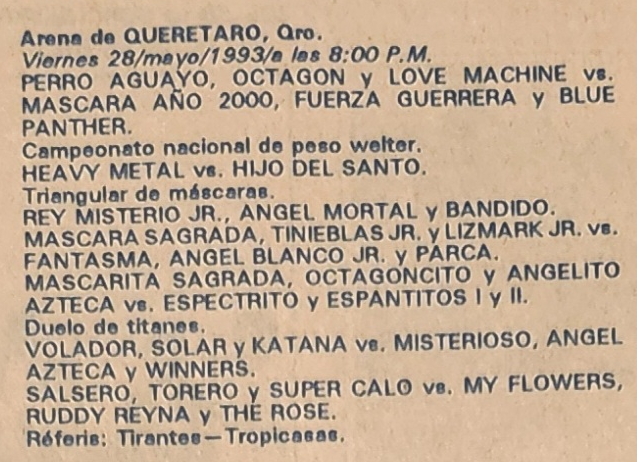 Arena de QUERETARO, Qro.
Viernes 28/mayo/1993/a las 8:00 P.M.
PERRO AGUAYO, OCTAGON y LOVE MACHINE vs.
MASCARA AÑO 2000, FUERZA GUERRERA y BLUE
PANTHER.
Campeonato nacional de peso welter.
HEAVY METAL vs. HIJO DEL SANTO.
Triangular de máscaras.
REY MISTERIO JR., ANGEL MORTAL y BANDIDO.
MASCARA SAGRADA, TINIEBLAS JR. y LIZMARK JR. vs.
FANTASMA, ANGEL BLANCO JR. y PARCA.
MASCARITA SAGRADA, OCTAGONCITO y ANGELITO
AZTECA vs. ESPECTRITO y ESPANTITOS I y II.
Duelo de titanes.
VOLADOR, SOLAR y KATANA vs. MISTERIOSO, ANGEL
AZTECA y WINNERS.
SALSERO, TORERO y SUPER CALO vs. MY FLOWERS,
RUDDY REYNA y THE ROSE.
Réferis: Tirantes—Tropicasas.